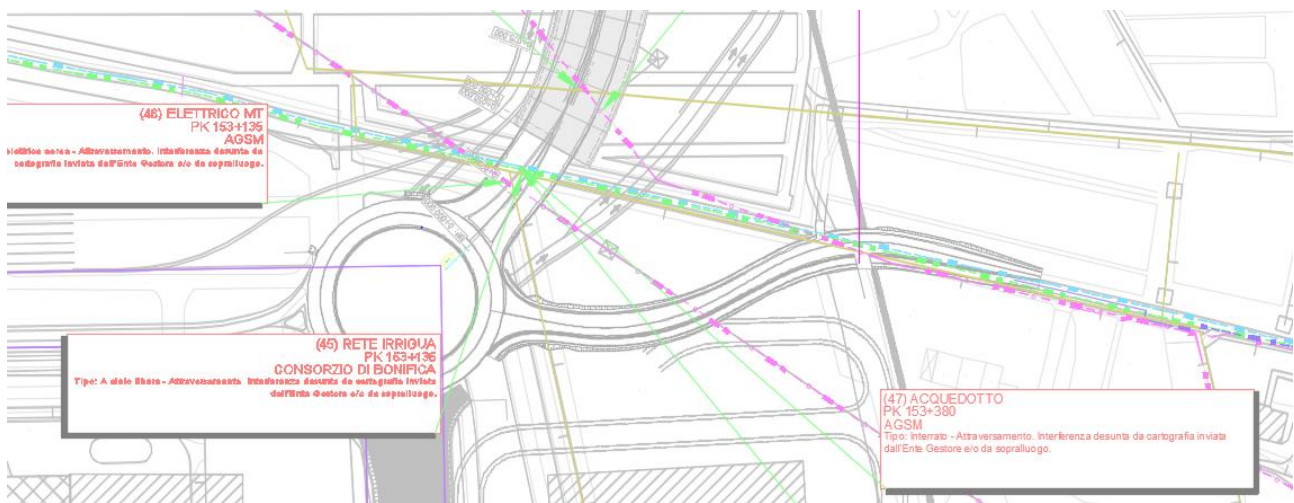 (46) ELETTRICO MT
PK 153+135
AGSM
elettrica aerea - Attraversamento. Interferenza desunta da
cartografia inviata dall'Ente Gestore e/o da sopralluogo.
(45) RETE IRRIGUA
PK 153+136
CONSORZIO DI BONIFICA
Tipo: A cielo libero - Attraversamento. Interferenza desunta da cartografia inviata
dall'Ente Gestore e/o da sopralluogo.
(47) ACQUEDOTTO
PK 153+380
AGSM
Tipo: Interrato - Attraversamento. Interferenza desunta da cartografia inviata
dall'Ente Gestore e/o da sopralluogo.